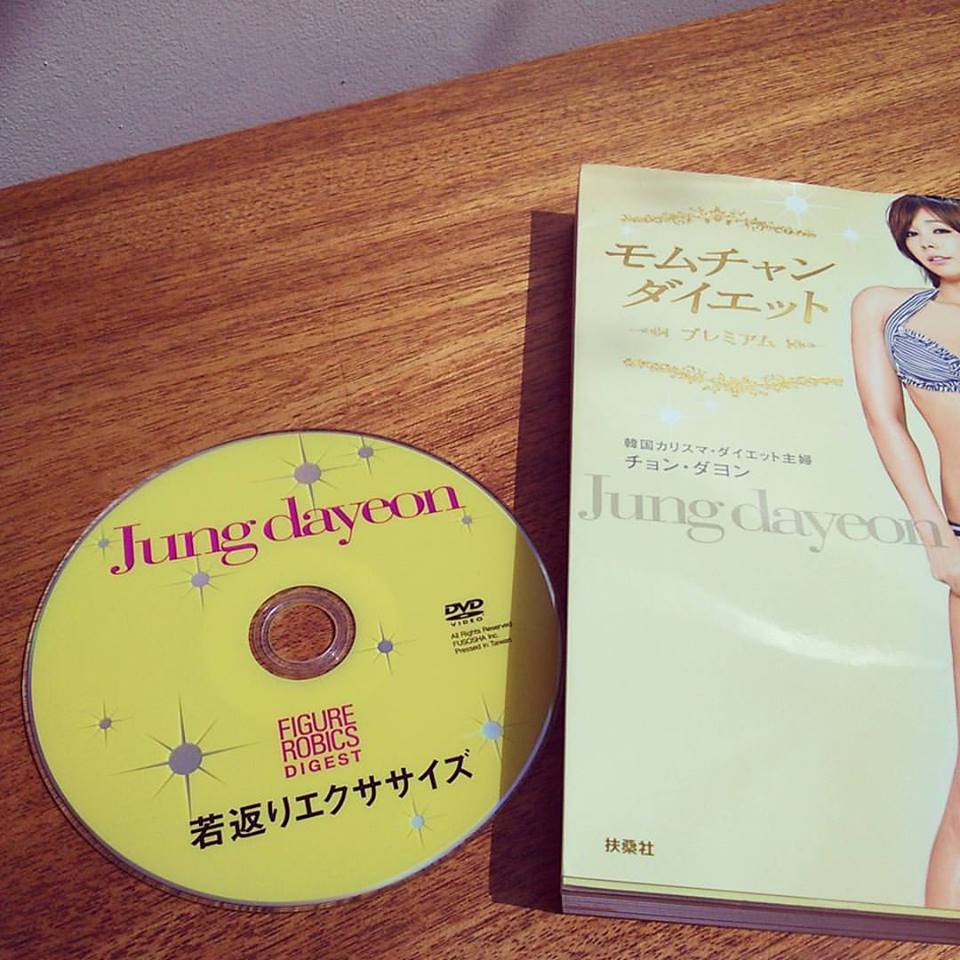 Jung dayeon
DVD
VIDEO
All Rights Reserved
FUSOSHA Inc.
Pressed in Taiwan
FIGURE
ROBICS
DIGEST
若返りエクササイズ
モムチャン
ダイエット
プレミアム
韓国カリスマ・ダイエット主婦
チョン・ダヨン
Jung dayeon
扶桑社